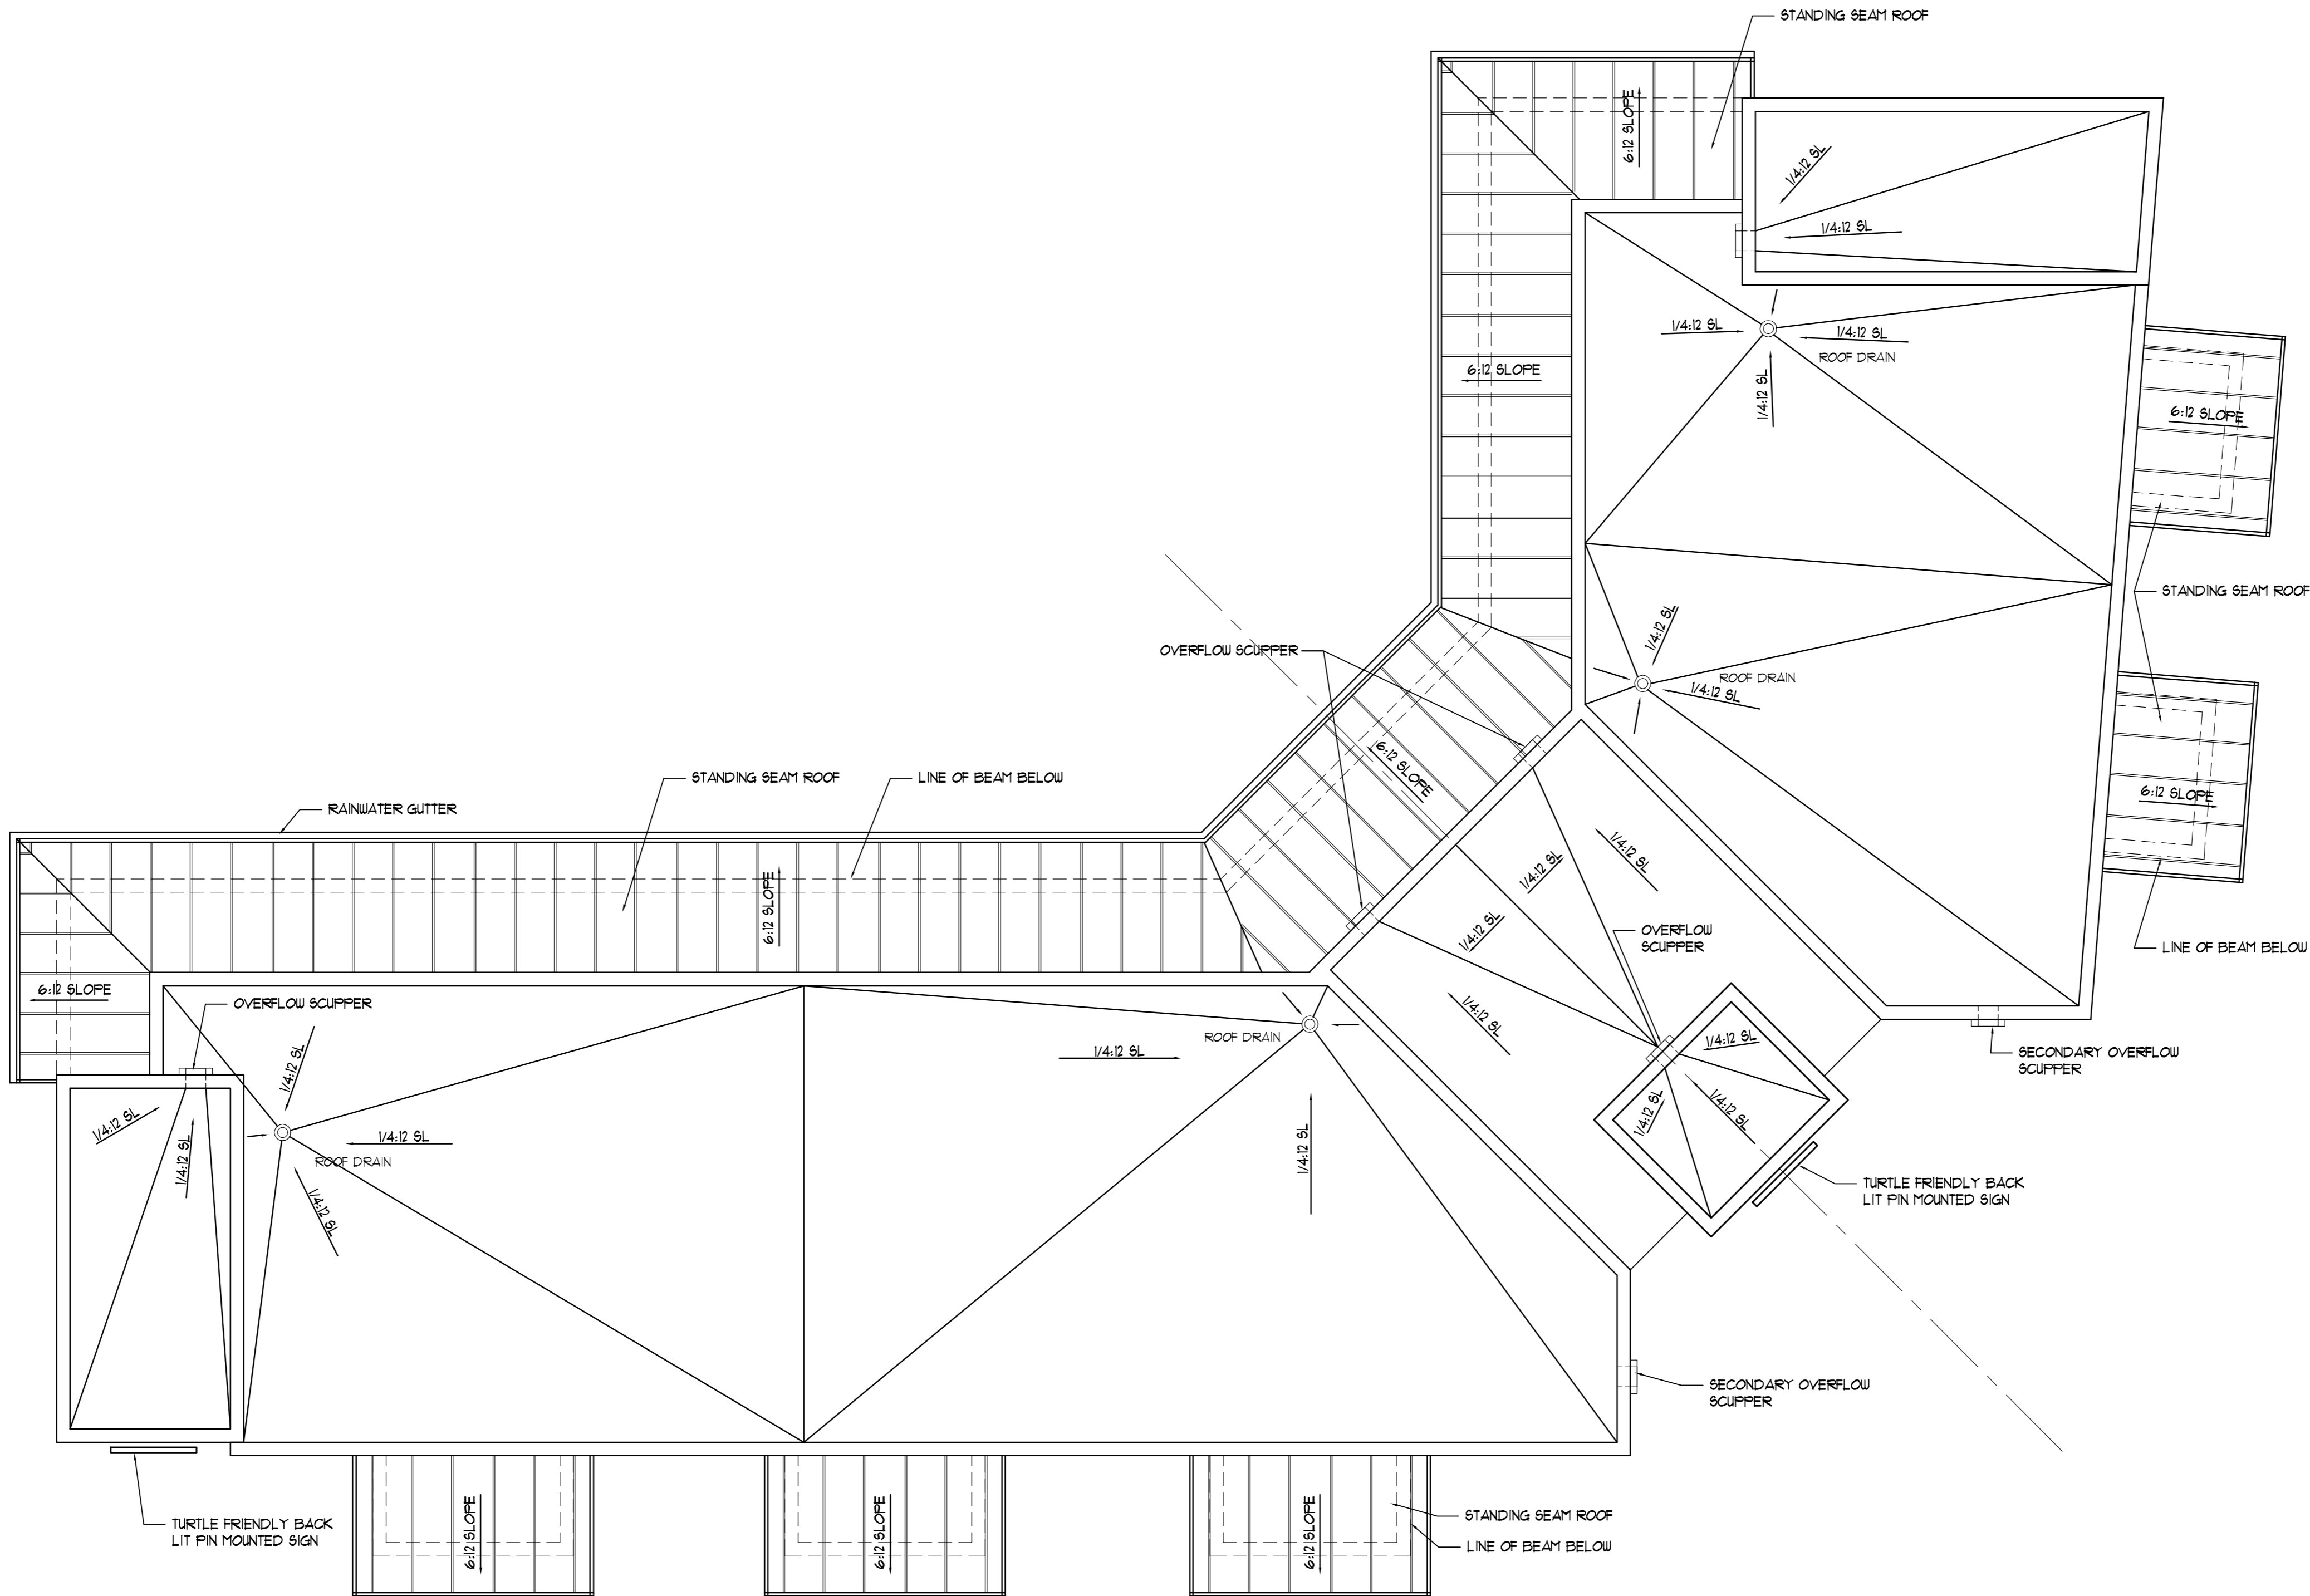 STANDING SEAM ROOF
6:12 SLOPE
1/4:12 SL
1/4:12 SL
1/4:12 SL
1/4:12 SL
ROOF DRAIN
1/4:12 SL
6:12 SLOPE
6:12 SLOPE
STANDING SEAM ROOF
1/4:12 SL
OVERFLOW SCUPPER
ROOF DRAIN
1/4:12 SL
6:12 SLOPE
6:12 SLOPE
STANDING SEAM ROOF
LINE OF BEAM BELOW
RAINWATER GUTTER
1/4:12 SL
1/4:12 SL
6:12 SLOPE
1/4:12 SL
OVERFLOW
SCUPPER
LINE OF BEAM BELOW
6:12 SLOPE
OVERFLOW SCUPPER
1/4:12 SL
ROOF DRAIN
1/4:12 SL
1/4:12 SL
SECONDARY OVERFLOW
SCUPPER
1/4:12 SL
1/4:12 SL
1/4:12 SL
1/4:12 SL
1/4:12 SL
1/4:12 SL
ROOF DRAIN
1/4:12 SL
1/4:12 SL
1/4:12 SL
TURTLE FRIENDLY BACK
LIT PIN MOUNTED SIGN
SECONDARY OVERFLOW
SCUPPER
TURTLE FRIENDLY BACK
LIT PIN MOUNTED SIGN
6:12 SLOPE
6:12 SLOPE
6:12 SLOPE
STANDING SEAM ROOF
LINE OF BEAM BELOW